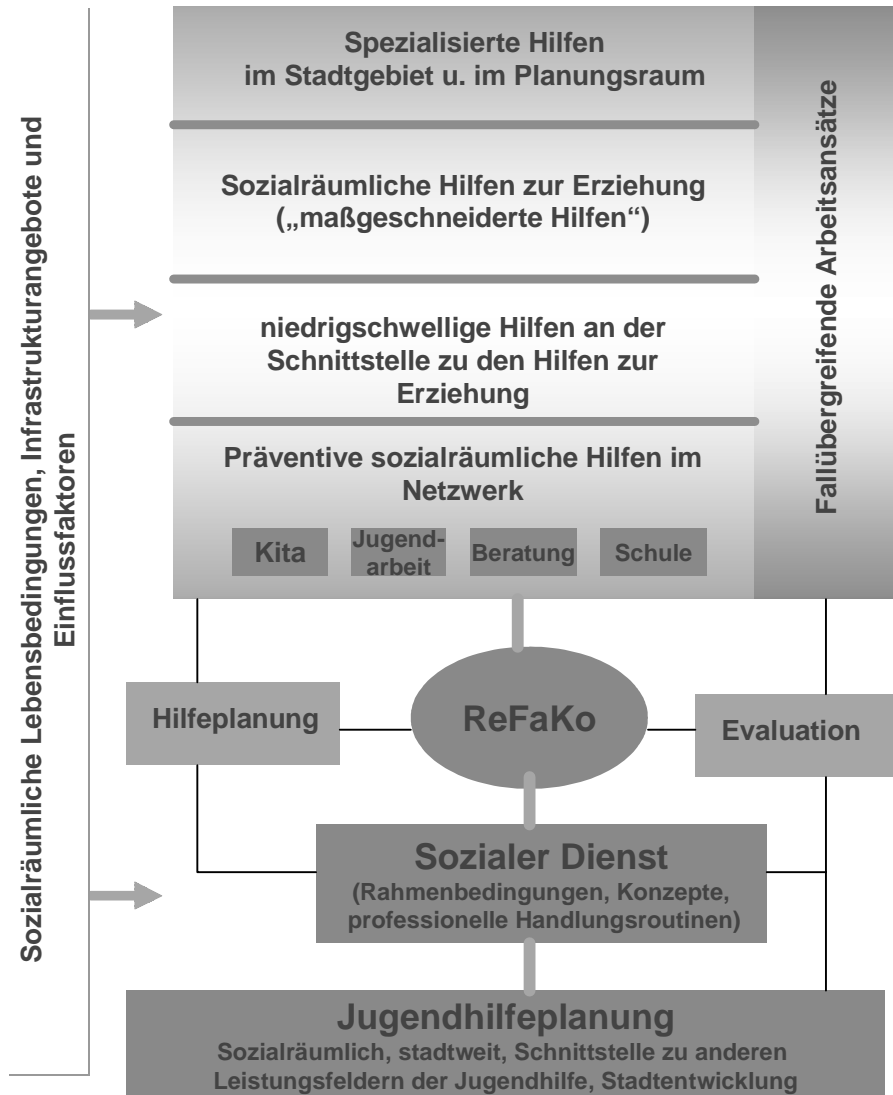 Sozialräumliche Lebensbedingungen, Infrastrukturangebote und
Einflussfaktoren
Spezialisierte Hilfen
im Stadtgebiet u. im Planungsraum
Sozialräumliche Hilfen zur Erziehung
(„maßgeschneiderte Hilfen“)
niedrigschwellige Hilfen an der
Schnittstelle zu den Hilfen zur
Erziehung
Präventive sozialräumliche Hilfen im
Netzwerk
Kita
Jugend-
arbeit
Beratung
Schule
Fallübergreifende Arbeitsansätze
Hilfeplanung
ReFaKo
Evaluation
Sozialer Dienst
(Rahmenbedingungen, Konzepte,
professionelle Handlungsroutinen)
Jugendhilfeplanung
Sozialräumlich, stadtweit, Schnittstelle zu anderen
Leistungsfeldern der Jugendhilfe, Stadtentwicklung